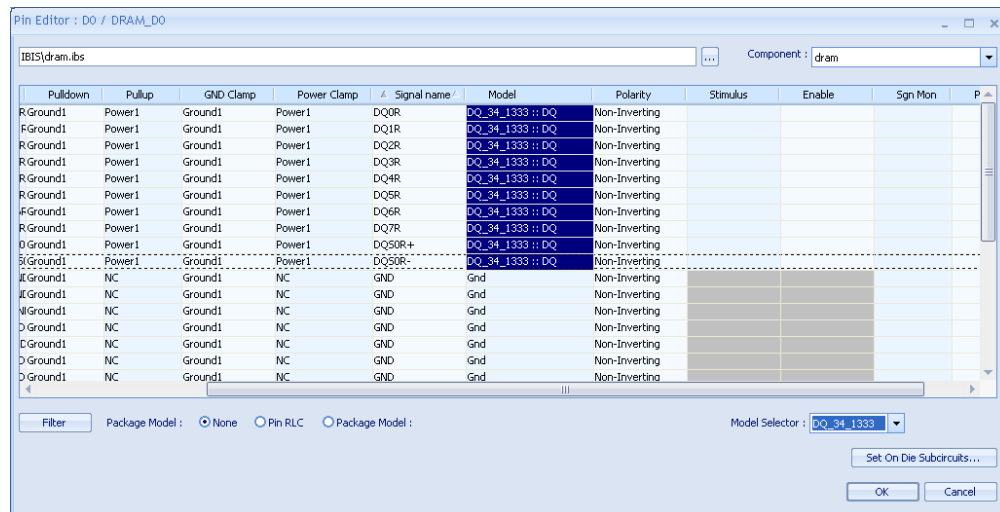 Pin Editor : D0 / DRAM_D0
IBIS\dram.ibs ... Component : dram
Pulldown Pullup GND Clamp Power Clamp Signal name Model Polarity Stimulus Enable Sgn Mon P
R Ground1 Power1 Ground1 Power1 DQ0R DQ_34_1333 :: DQ Non-Inverting
F Ground1 Power1 Ground1 Power1 DQ1R DQ_34_1333 :: DQ Non-Inverting
R Ground1 Power1 Ground1 Power1 DQ2R DQ_34_1333 :: DQ Non-Inverting
R Ground1 Power1 Ground1 Power1 DQ3R DQ_34_1333 :: DQ Non-Inverting
R Ground1 Power1 Ground1 Power1 DQ4R DQ_34_1333 :: DQ Non-Inverting
R Ground1 Power1 Ground1 Power1 DQ5R DQ_34_1333 :: DQ Non-Inverting
Ground1 Power1 Ground1 Power1 DQ6R DQ_34_1333 :: DQ Non-Inverting
R Ground1 Power1 Ground1 Power1 DQ7R DQ_34_1333 :: DQ Non-Inverting
Ground1 Power1 Ground1 Power1 DQS0R+ DQ_34_1333 :: DQ Non-Inverting
Ground1 Power1 Ground1 Power1 DQS0R- DQ_34_1333 :: DQ Non-Inverting
Ground1 NC Ground1 NC GND Gnd Non-Inverting
Ground1 NC Ground1 NC GND Gnd Non-Inverting
Ground1 NC Ground1 NC GND Gnd Non-Inverting
Ground1 NC Ground1 NC GND Gnd Non-Inverting
Ground1 NC Ground1 NC GND Gnd Non-Inverting
Ground1 NC Ground1 NC GND Gnd Non-Inverting
Ground1 NC Ground1 NC GND Gnd Non-Inverting
Filter Package Model : None Pin RLC Package Model : Model Selector : DQ_34_1333
Set On Die Subcircuits...
OK Cancel